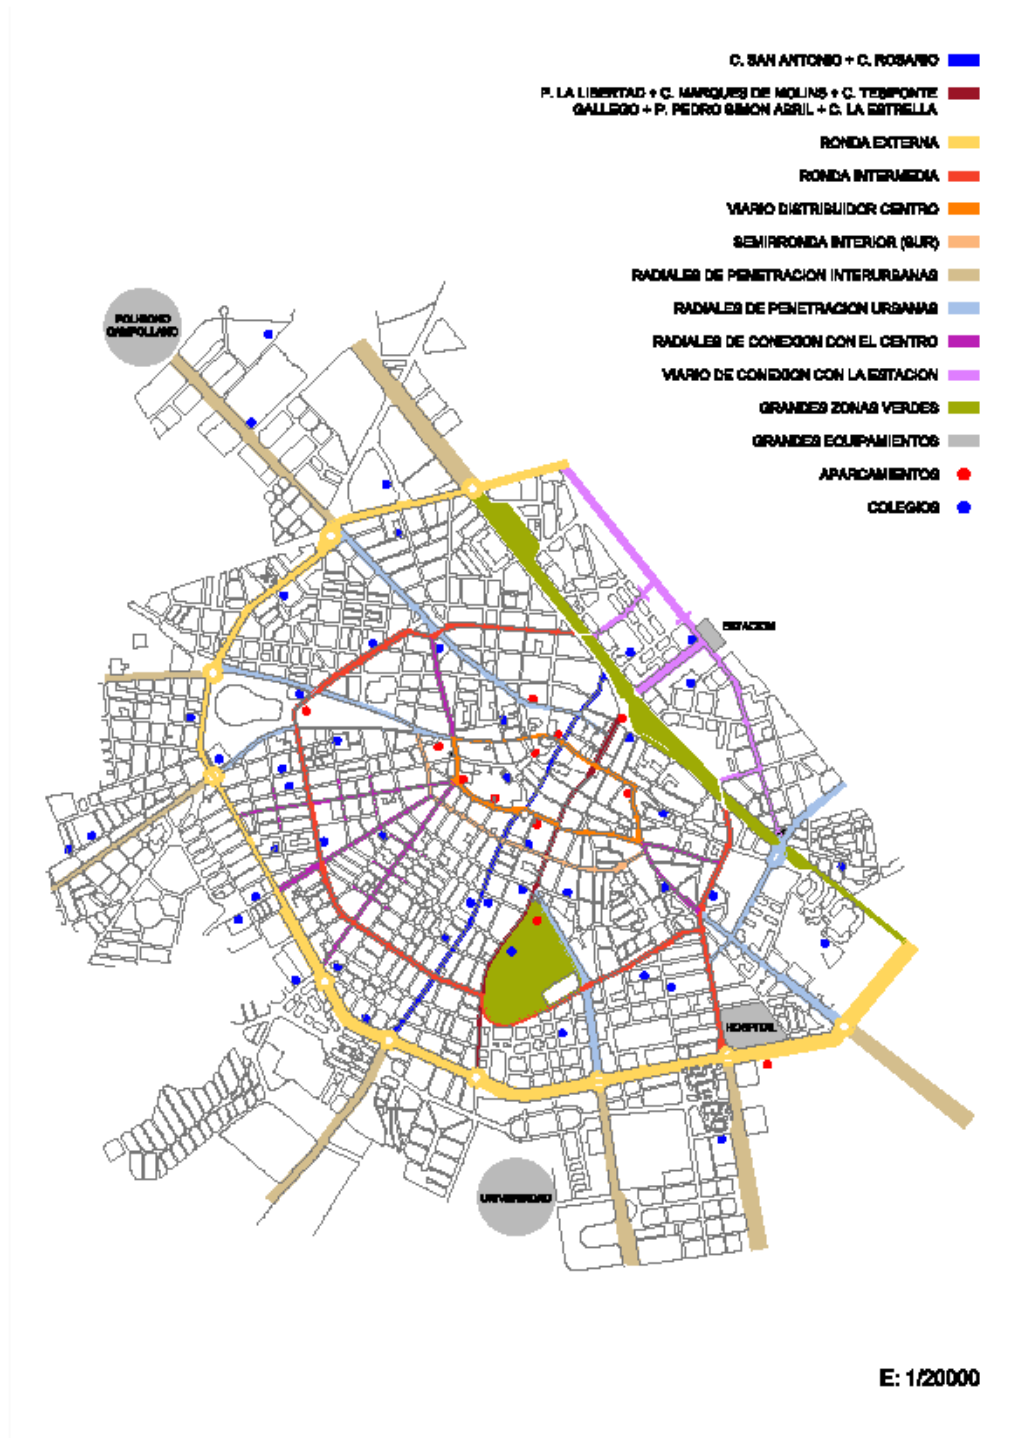 C. SAN ANTONIO + C. ROSARIO
P. LA LIBERTAD + C. MARQUES DE MOLINS + C. TESIFONTE
GALLEGO + P. PEDRO SIMON ABRIL + C. LA ESTRELLA
RONDA EXTERNA
RONDA INTERMEDIA
VIARIO DISTRIBUIDOR CENTRO
SEMIRRONDA INTERIOR (SUR)
RADIALES DE PENETRACION INTERURBANAS
RADIALES DE PENETRACION URBANAS
RADIALES DE CONEXION CON EL CENTRO
VIARIO DE CONEXION CON LA ESTACION
GRANDES ZONAS VERDES
GRANDES EQUIPAMIENTOS
APARCAMIENTOS
COLEGIOS
POLIGONO
CAMPOLLANO
ESTACION
HOSPITAL
UNIVERSIDAD
E: 1/20000